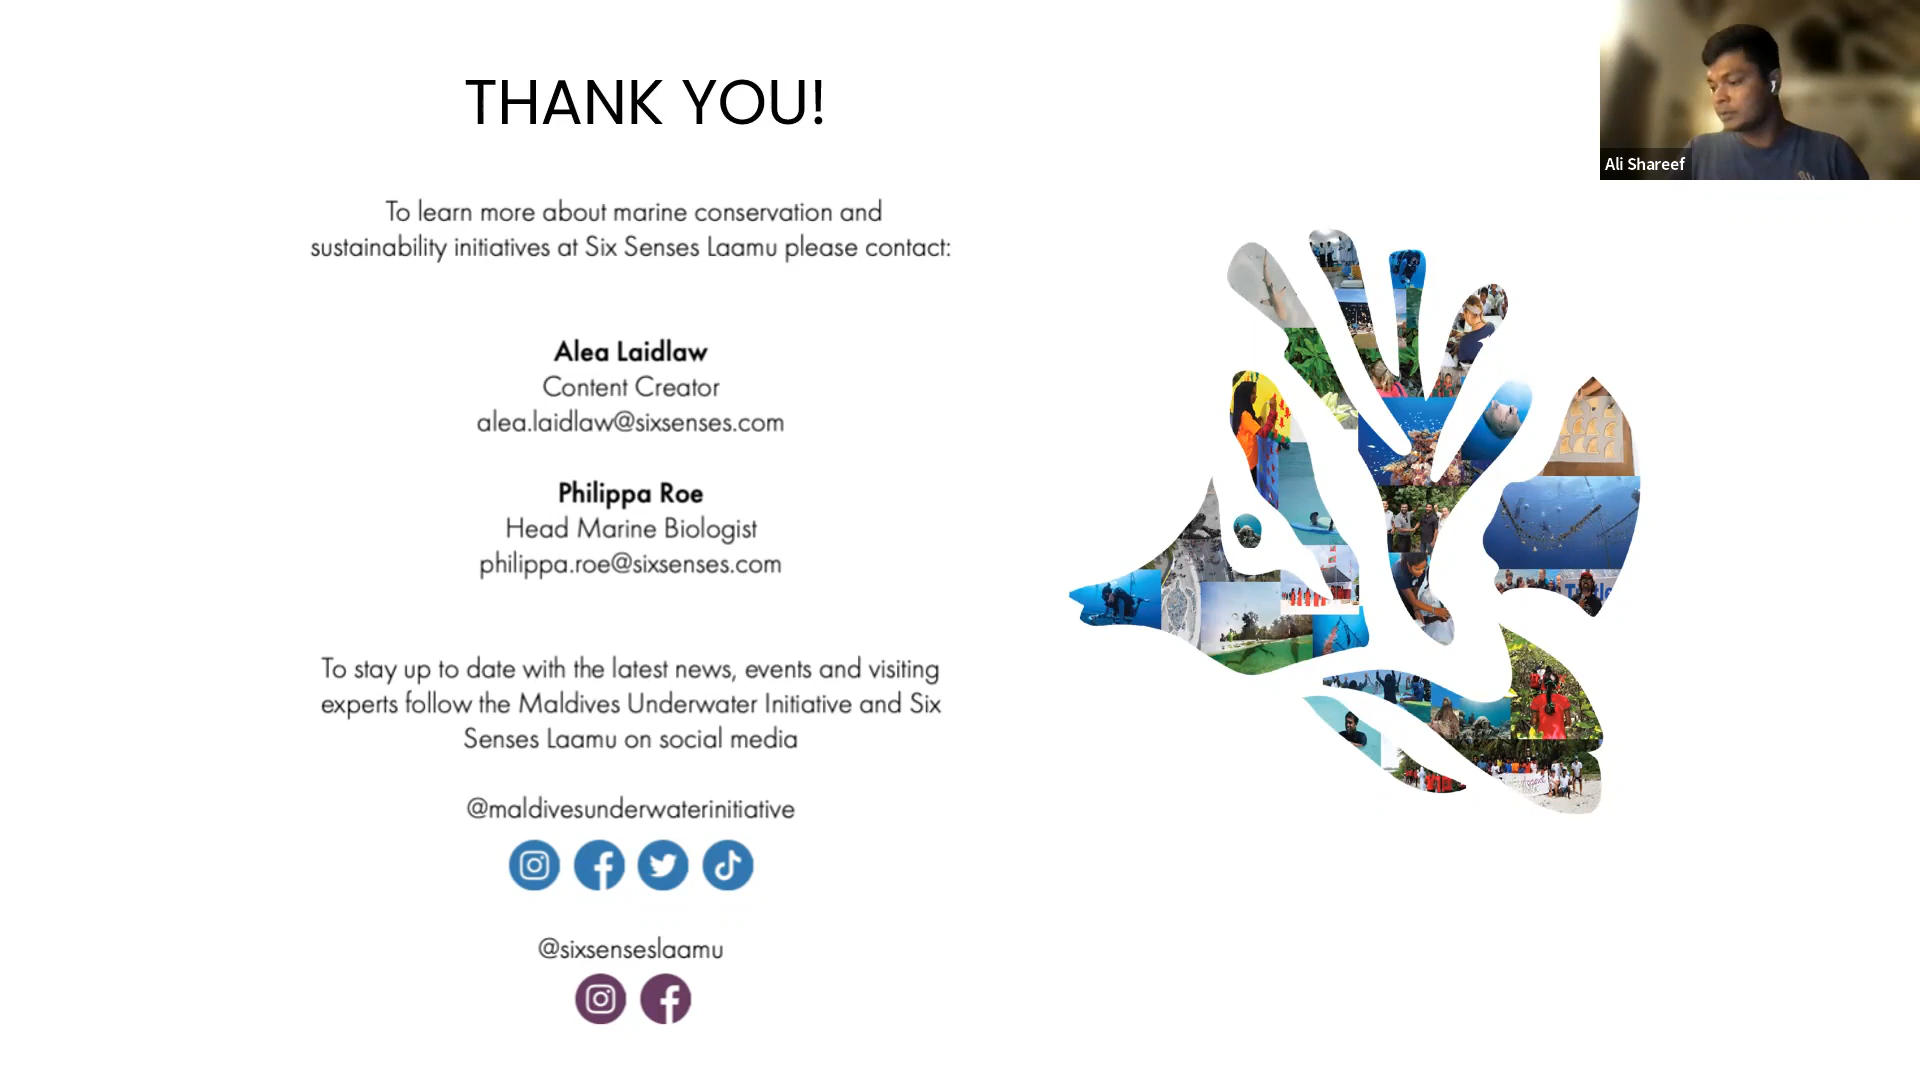 THANK YOU!
To learn more about marine conservation and
sustainability initiatives at Six Senses Laamu please contact:
Alea Laidlaw
Content Creator
alea.laidlaw@sixsenses.com
Philippa Roe
Head Marine Biologist
philippa.roe@sixsenses.com
To stay up to date with the latest news, events and visiting
experts follow the Maldives Underwater Initiative and Six
Senses Laamu on social media
@maldivesunderwaterinitiative
@sixsenseslaamu
Ali Shareef